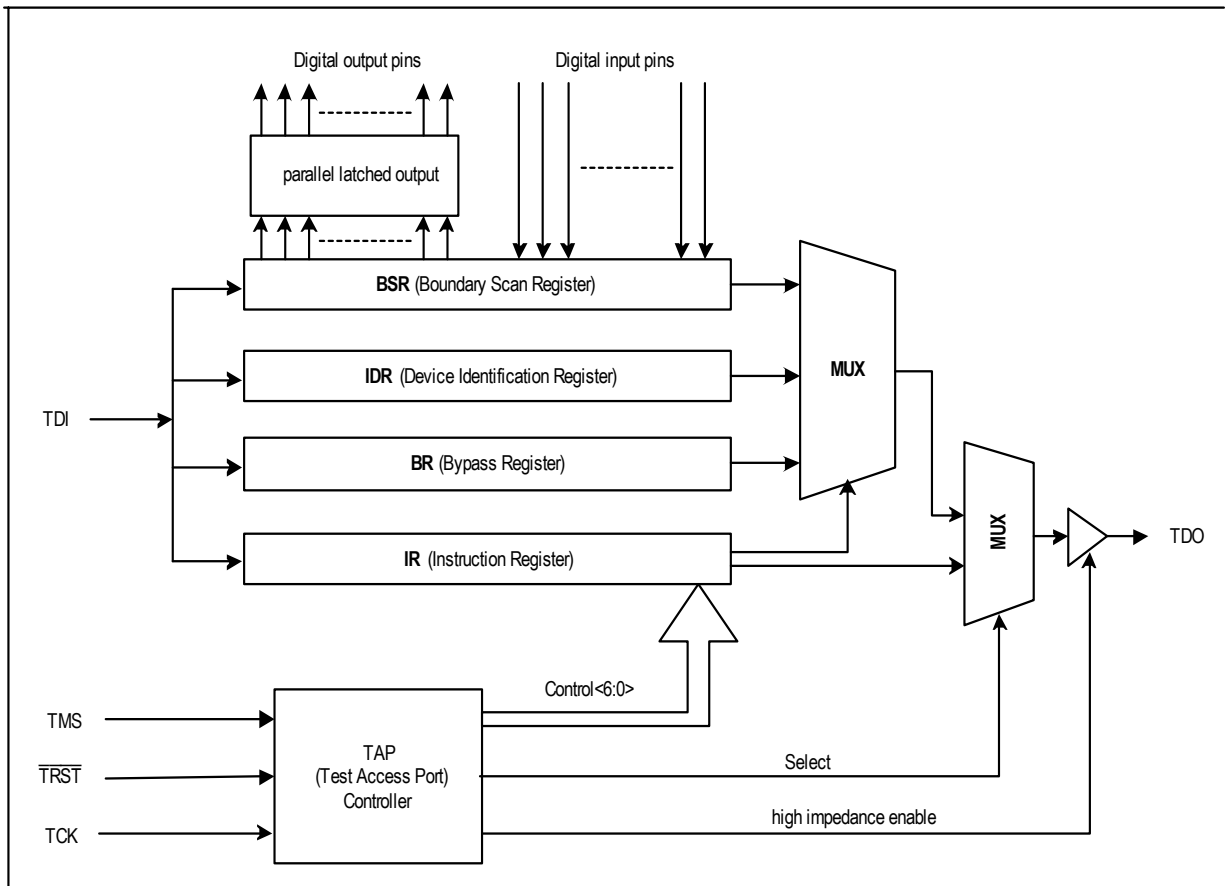 Digital output pins
Digital input pins
parallel latched output
BSR (Boundary Scan Register)
IDR (Device Identification Register)
MUX
TDI
BR (Bypass Register)
MUX
TDO
IR (Instruction Register)
Control<6:0>
TMS
TAP
(Test Access Port)
Controller
TRST
Select
TCK
high impedance enable